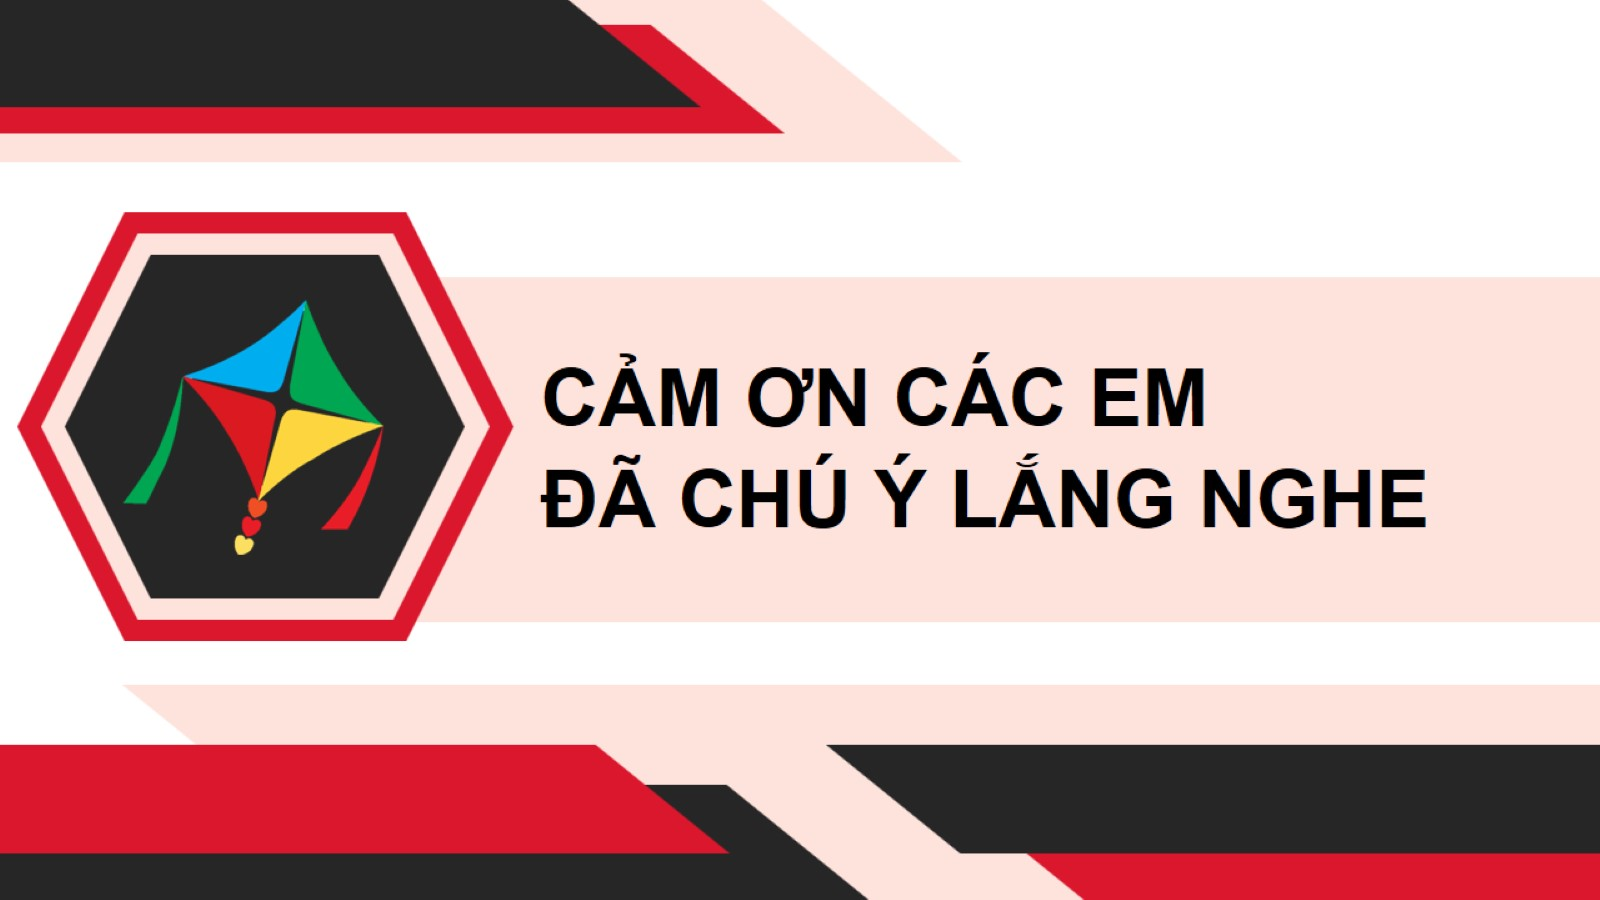 CẢM ƠN CÁC EM
ĐÃ CHÚ Ý LẮNG NGHE